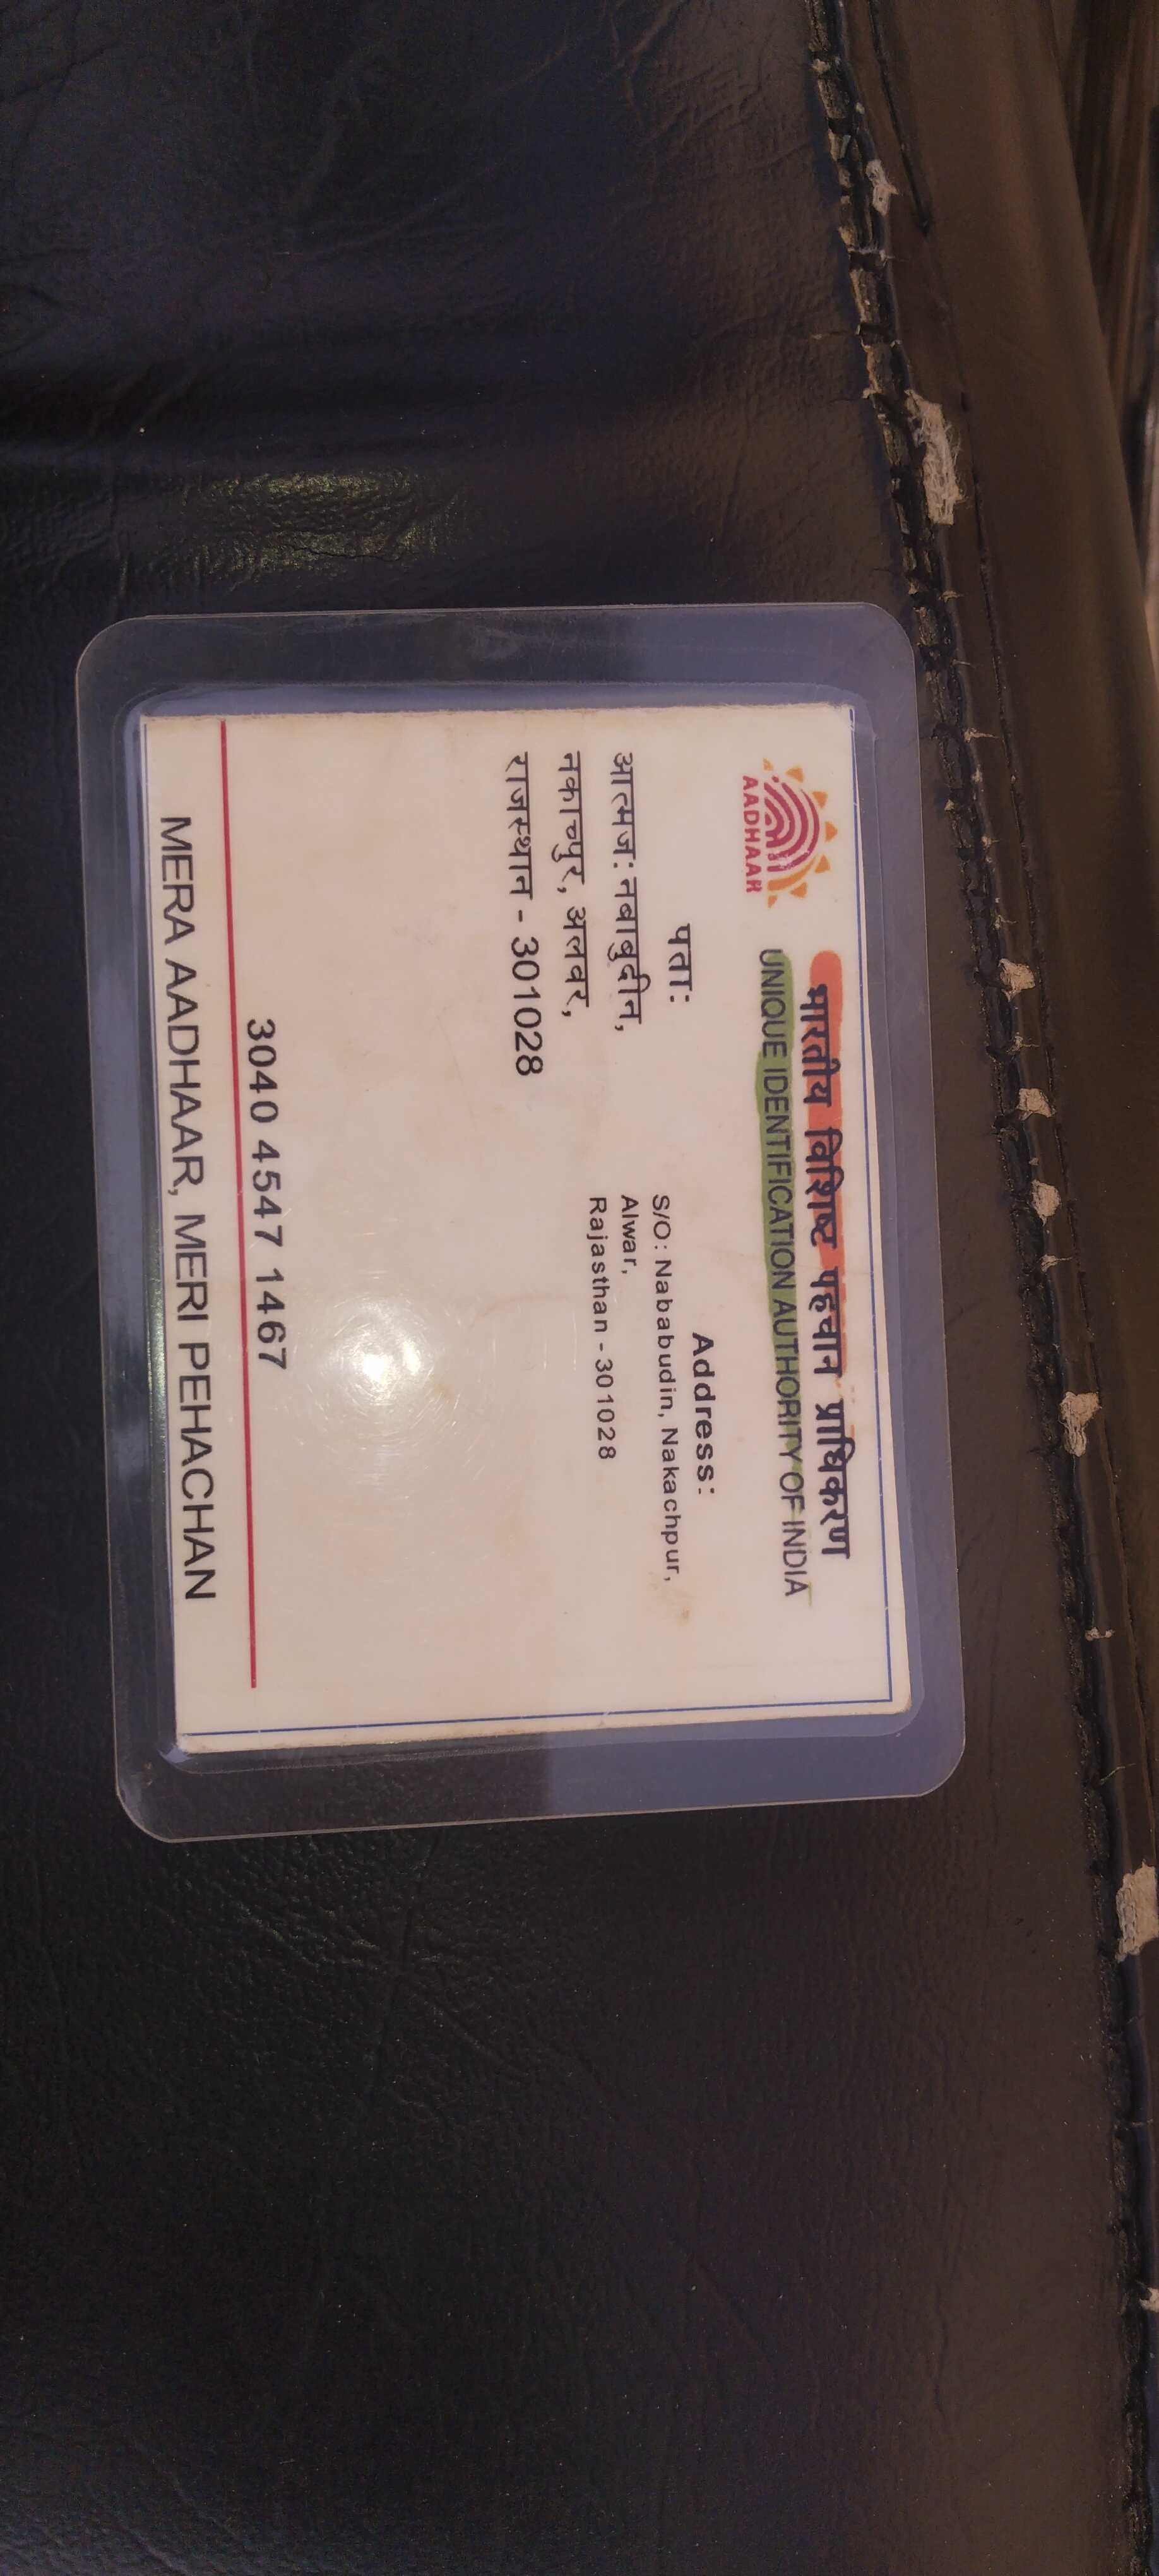 भारतीय विशिष्ट पहचान प्राधिकरण
UNIQUE IDENTIFICATION AUTHORITY OF INDIA
AADHAAR
पता:
आत्मज: नबाबुदीन,
नकाच्पुर, अलवर,
राजस्थान - 301028
Address:
S/O: Nababudin, Nakachpur,
Alwar,
Rajasthan - 301028
3040 4547 1467
MERA AADHAAR, MERI PEHACHAN